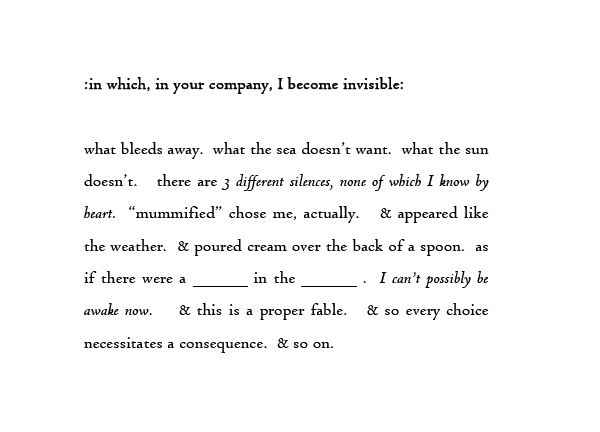 :in which, in your company, I become invisible:
what bleeds away. what the sea doesn't want. what the sun
doesn't. there are 3 different silences, none of which I know by
heart. “mummified” chose me, actually. & appeared like
the weather. & poured cream over the back of a spoon. as
if there were a _______ in the _______ . I can't possibly be
awake now. & this is a proper fable. & so every choice
necessitates a consequence. & so on.